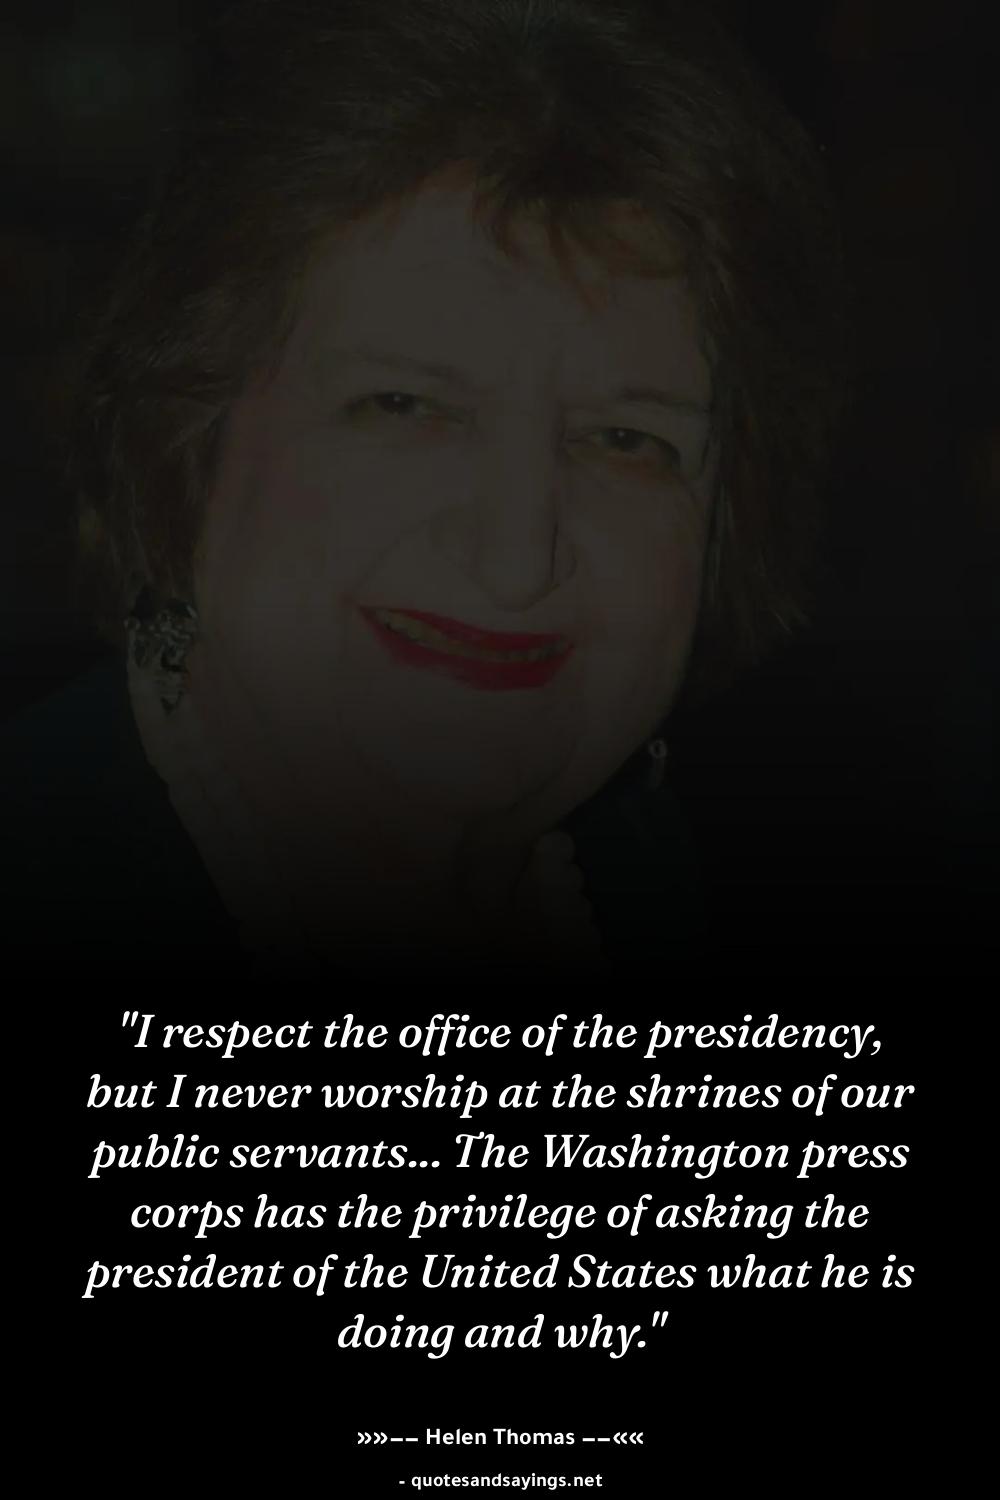 "I respect the office of the presidency,
but I never worship at the shrines of our
public servants... The Washington press
corps has the privilege of asking the
president of the United States what he is
doing and why."
»»−− Helen Thomas −−««
- quotesandsayings.net